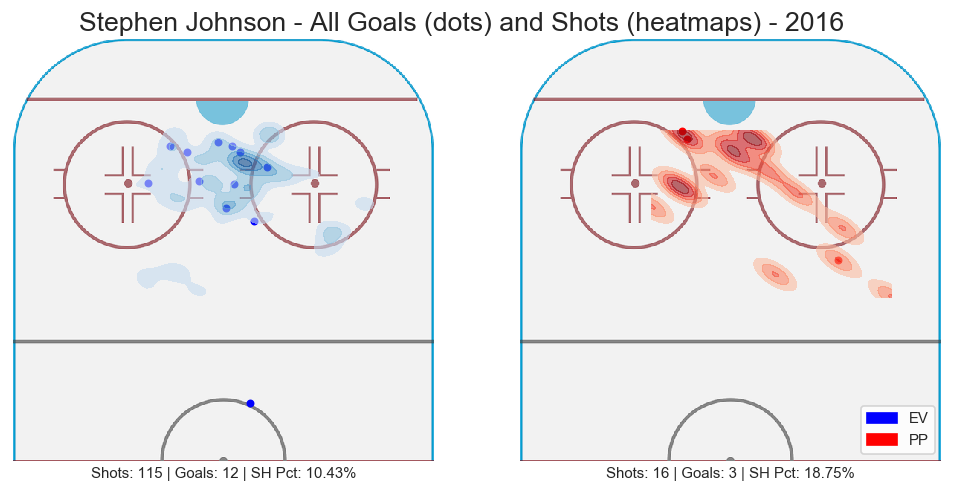 Stephen Johnson - All Goals (dots) and Shots (heatmaps) - 2016
EV
PP
Shots: 115 | Goals: 12 | SH Pct: 10.43%
Shots: 16 | Goals: 3 | SH Pct: 18.75%